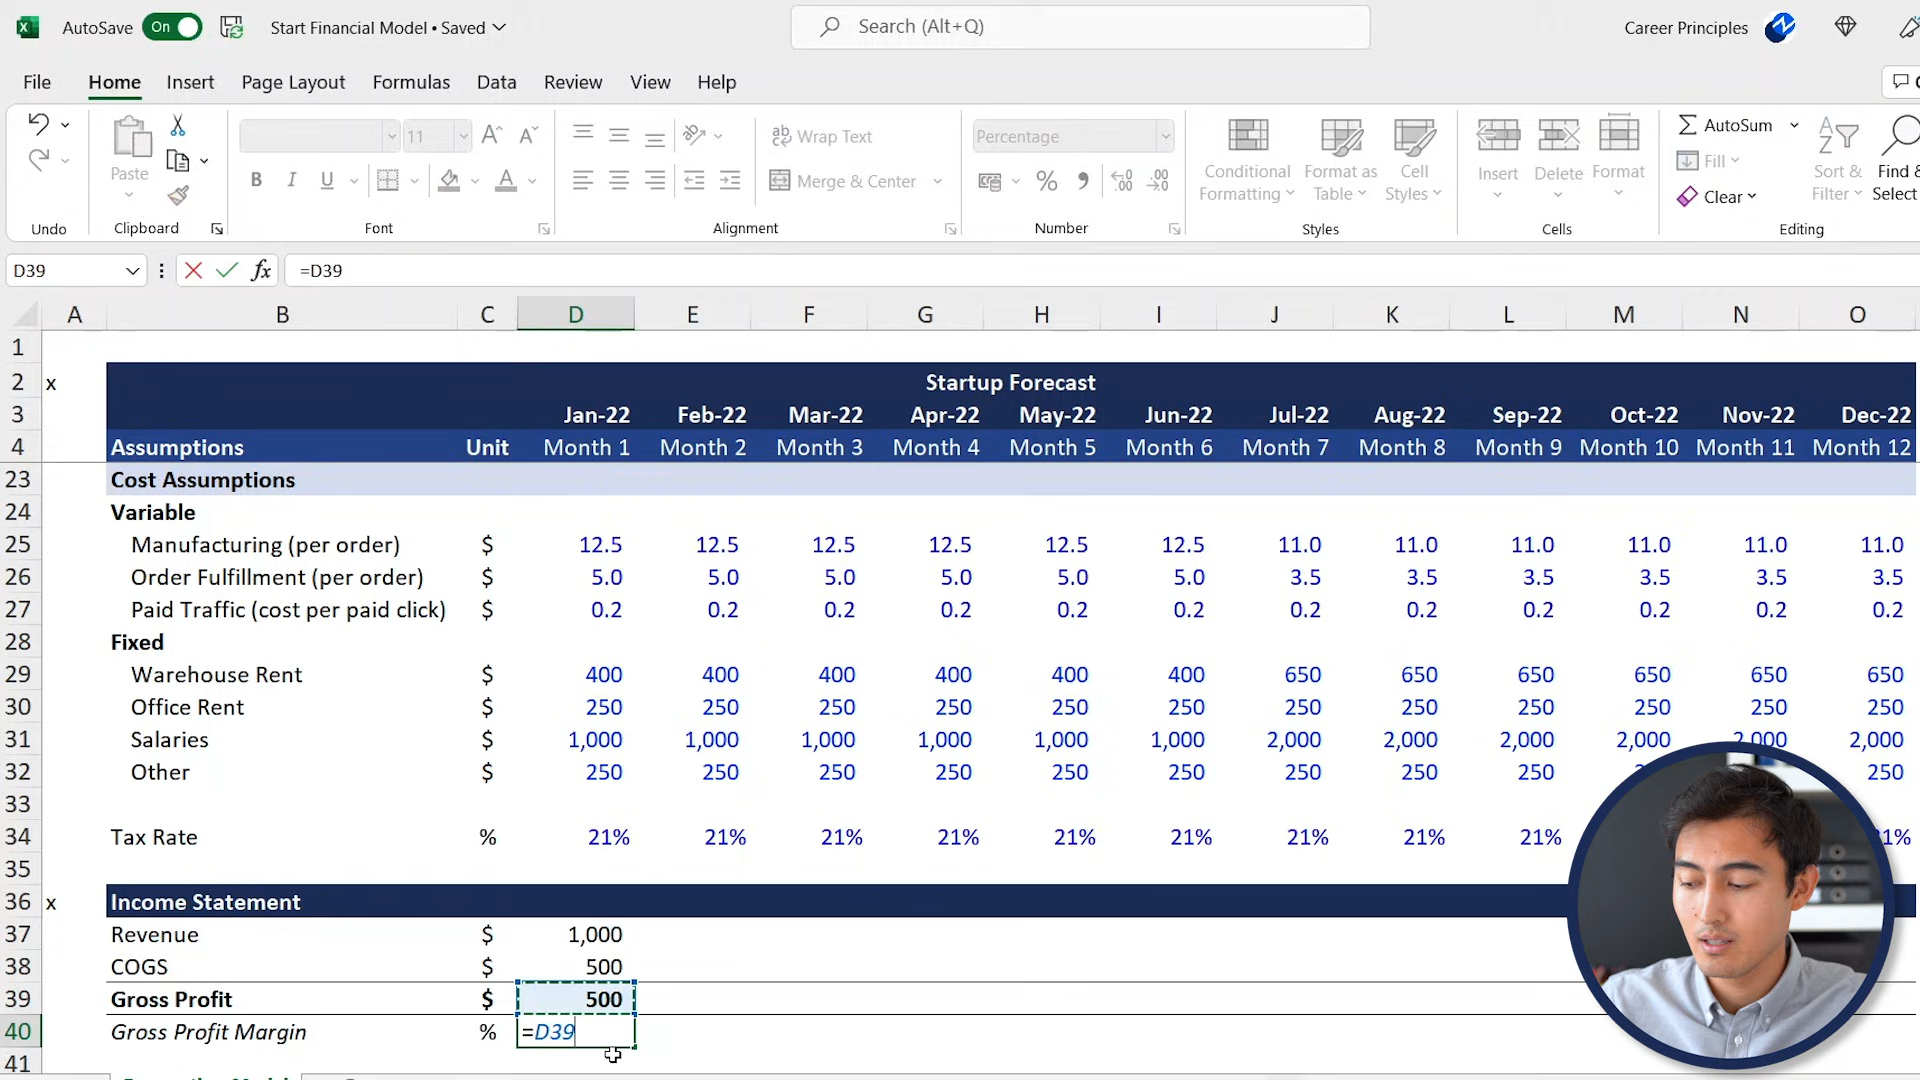 AutoSave On Start Financial Model • Saved Search (Alt+Q) Career Principles
File Home Insert Page Layout Formulas Data Review View Help
11 Wrap Text Percentage AutoSum
Paste Conditional Formatting Format as Table Cell Styles Insert Delete Format Fill Sort & Filter Find & Select
B I U Merge & Center Clear
Undo Clipboard Font Alignment Number Styles Cells Editing
D39 fx =D39
A B C D E F G H I J K L M N O
1
2 x Startup Forecast
3 Jan-22 Feb-22 Mar-22 Apr-22 May-22 Jun-22 Jul-22 Aug-22 Sep-22 Oct-22 Nov-22 Dec-22
4 Assumptions Unit Month 1 Month 2 Month 3 Month 4 Month 5 Month 6 Month 7 Month 8 Month 9 Month 10 Month 11 Month 12
23 Cost Assumptions
24 Variable
25 Manufacturing (per order) $ 12.5 12.5 12.5 12.5 12.5 12.5 11.0 11.0 11.0 11.0 11.0 11.0
26 Order Fulfillment (per order) $ 5.0 5.0 5.0 5.0 5.0 5.0 3.5 3.5 3.5 3.5 3.5 3.5
27 Paid Traffic (cost per paid click) $ 0.2 0.2 0.2 0.2 0.2 0.2 0.2 0.2 0.2 0.2 0.2 0.2
28 Fixed
29 Warehouse Rent $ 400 400 400 400 400 400 650 650 650 650 650 650
30 Office Rent $ 250 250 250 250 250 250 250 250 250 250 250 250
31 Salaries $ 1,000 1,000 1,000 1,000 1,000 1,000 2,000 2,000 2,000 2,000 2,000 2,000
32 Other $ 250 250 250 250 250 250 250 250 250 250
33
34 Tax Rate % 21% 21% 21% 21% 21% 21% 21% 21% 21%
35
36 x Income Statement
37 Revenue $ 1,000
38 COGS $ 500
39 Gross Profit $ 500
40 Gross Profit Margin % =D39
41